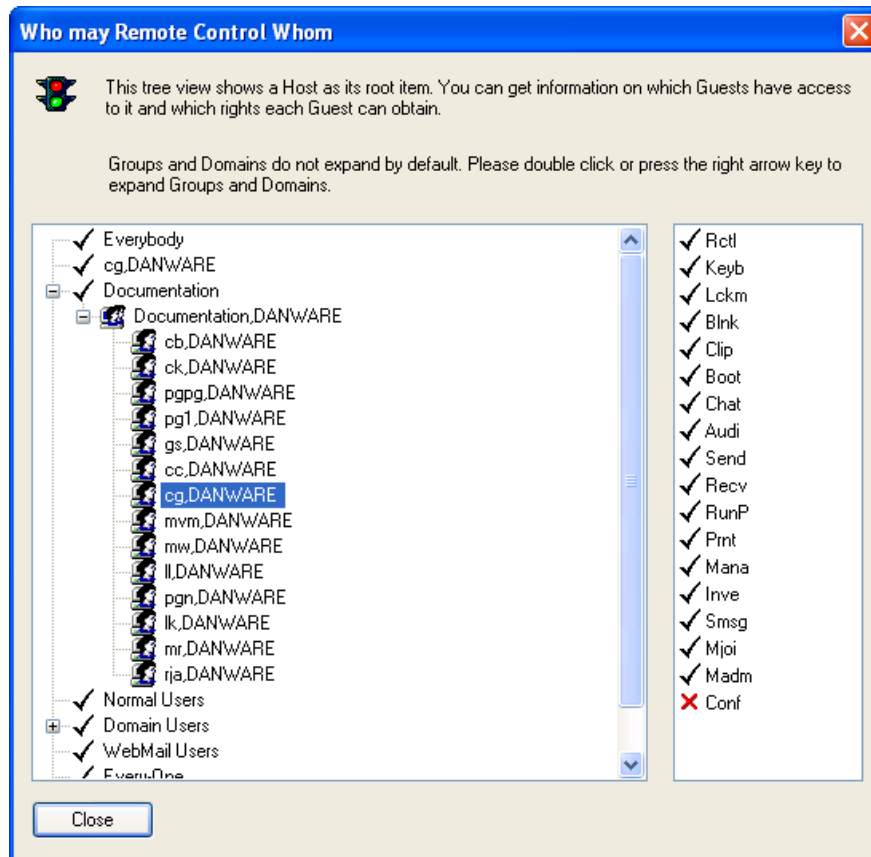 Who may Remote Control Whom
This tree view shows a Host as its root item. You can get information on which Guests have access
to it and which rights each Guest can obtain.
Groups and Domains do not expand by default. Please double click or press the right arrow key to
expand Groups and Domains.
Everybody
cg,DANWARE
Documentation
Documentation,DANWARE
cb,DANWARE
ck,DANWARE
pgpg,DANWARE
pg1,DANWARE
gs,DANWARE
cc,DANWARE
cg,DANWARE
mvm,DANWARE
mw,DANWARE
ll,DANWARE
pgn,DANWARE
lk,DANWARE
mr,DANWARE
rja,DANWARE
Normal Users
Domain Users
WebMail Users
Every-One
Rctl
Keyb
Lckm
Blnk
Clip
Boot
Chat
Audi
Send
Recv
RunP
Prnt
Mana
Inve
Smsg
Mjoi
Madm
Conf
Close